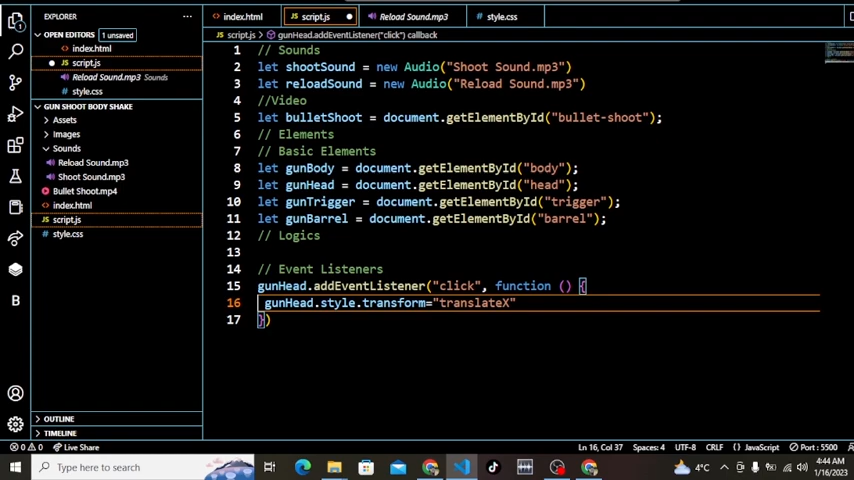 EXPLORER
OPEN EDITORS 1 unsaved
index.html
script.js
Reload Sound.mp3 Sounds
style.css
GUN SHOOT BODY SHAKE
Assets
Images
Sounds
Reload Sound.mp3
Shoot Sound.mp3
Bullet Shoot.mp4
index.html
script.js
style.css
OUTLINE
TIMELINE
index.html script.js Reload Sound.mp3 style.css
script.js > gunHead.addEventListener("click") callback
1 // Sounds
2 let shootSound = new Audio("Shoot Sound.mp3")
3 let reloadSound = new Audio("Reload Sound.mp3")
4 //Video
5 let bulletShoot = document.getElementById("bullet-shoot");
6 // Elements
7 // Basic Elements
8 let gunBody = document.getElementById("body");
9 let gunHead = document.getElementById("head");
10 let gunTrigger = document.getElementById("trigger");
11 let gunBarrel = document.getElementById("barrel");
12 // Logics
13
14 // Event Listeners
15 gunHead.addEventListener("click", function () {
16 gunHead.style.transform="translateX"
17 })
0 0 Live Share Ln 16, Col 37 Spaces: 4 UTF-8 CRLF {} JavaScript Port : 5500
Type here to search 4°C 4:44 AM
1/16/2023